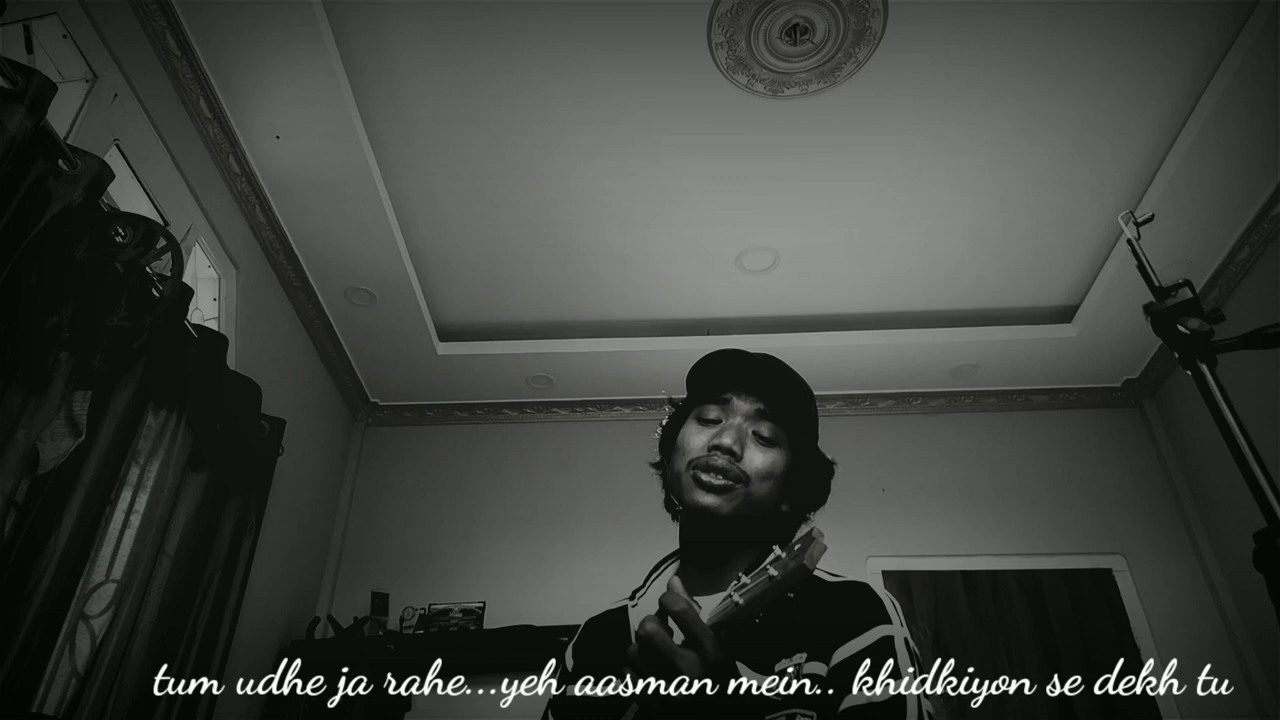 tum udhe ja rahe...yeh aasman mein.. khidkiyon se dekh tu